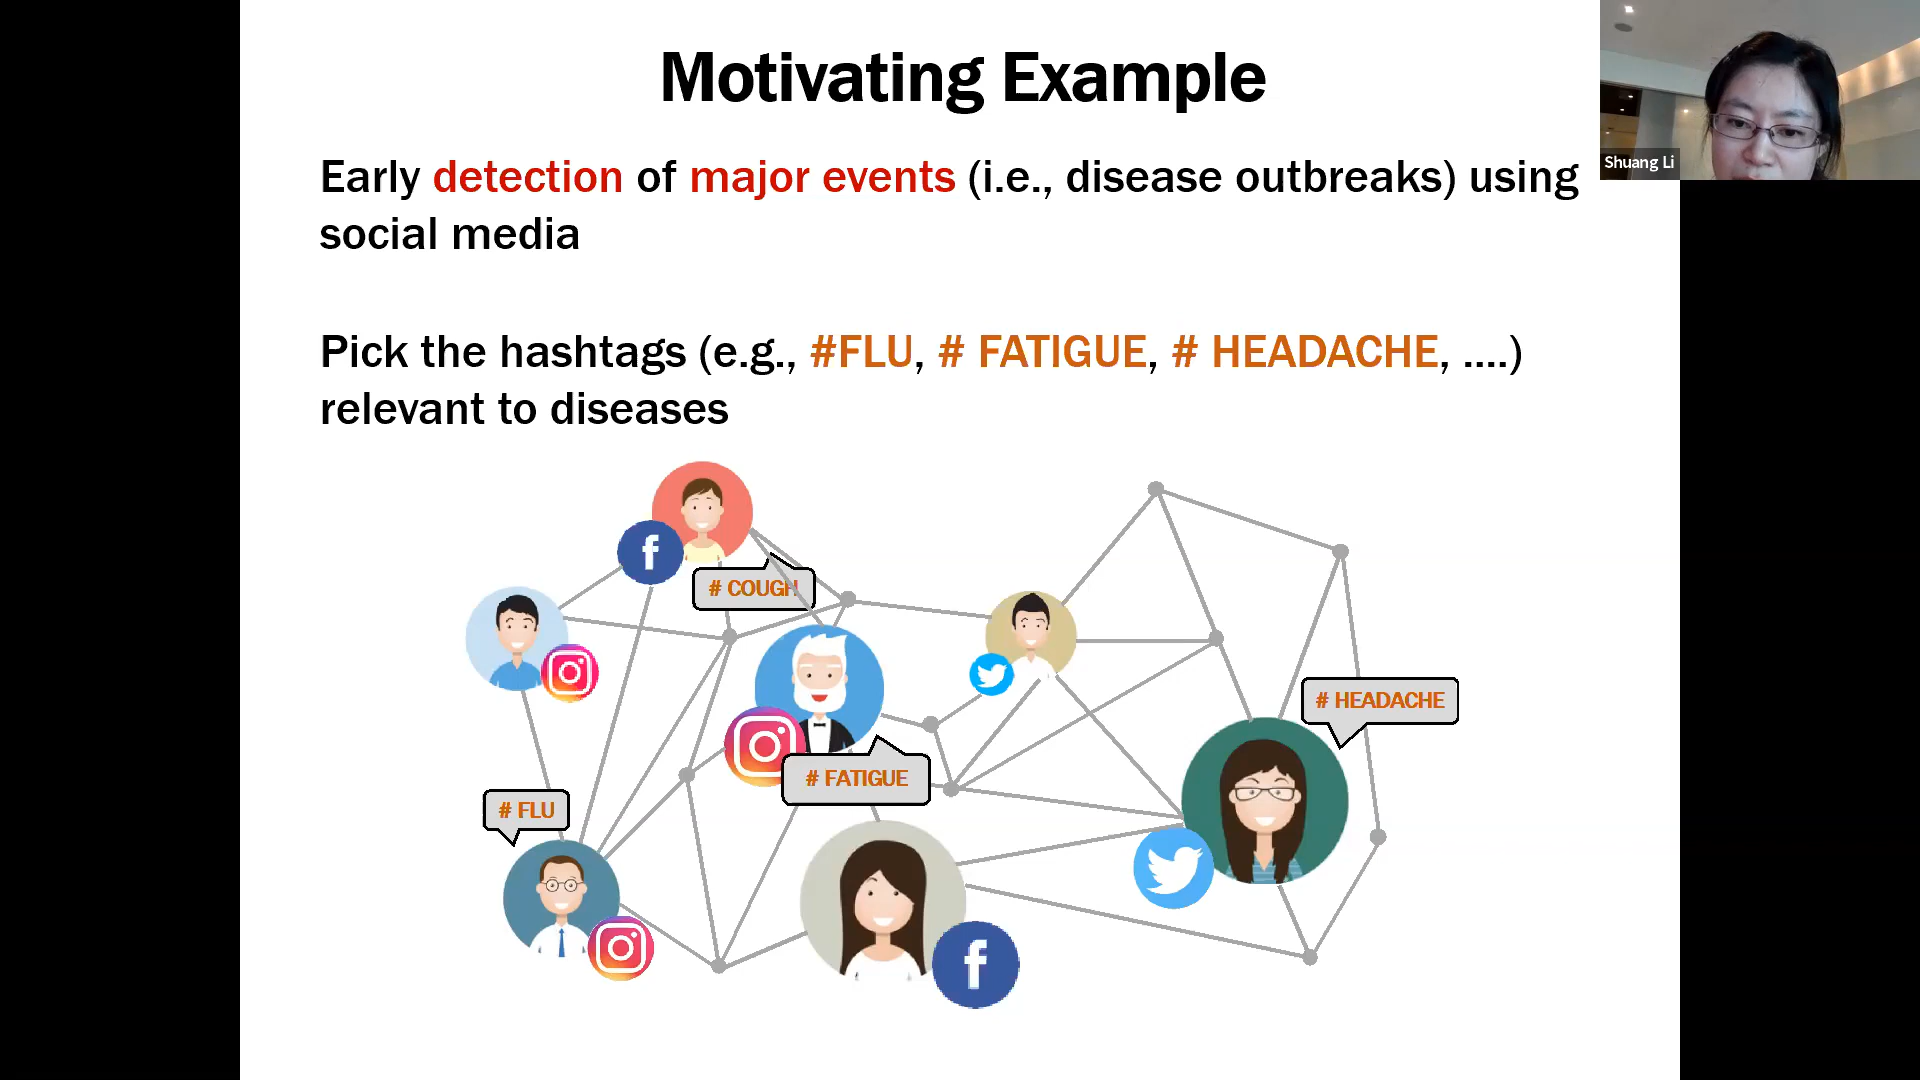 Motivating Example
Early detection of major events (i.e., disease outbreaks) using
social media
Pick the hashtags (e.g., #FLU, # FATIGUE, # HEADACHE, ....)
relevant to diseases
Shuang Li
# COUGH
# HEADACHE
# FATIGUE
# FLU
f
f